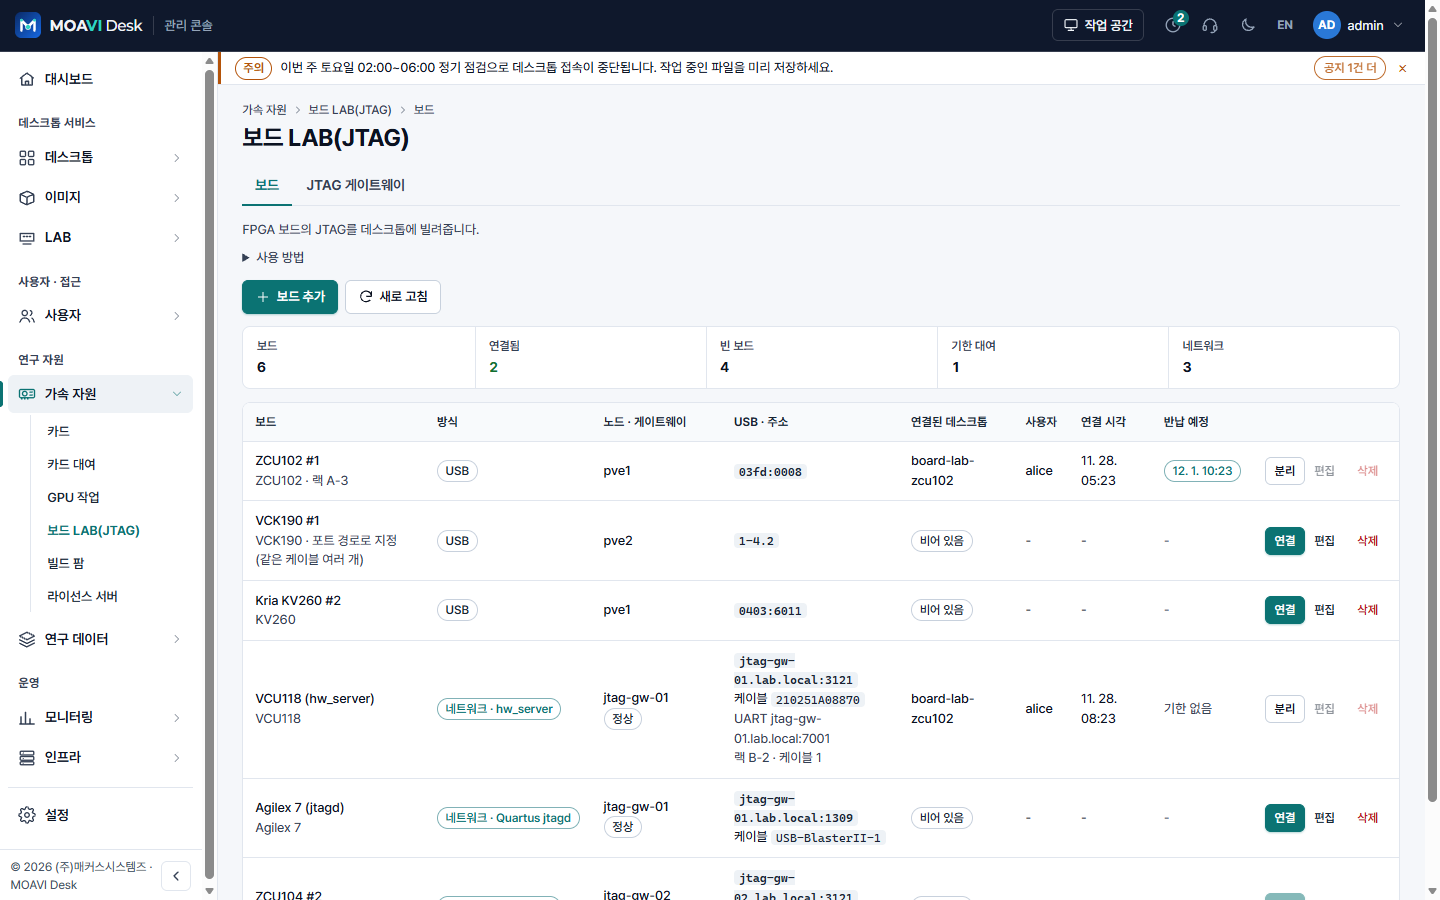 MOAVI Desk 관리 콘솔
작업 공간 2 EN AD admin
대시보드
데스크톱 서비스
데스크톱
이미지
LAB
사용자 · 접근
사용자
연구 자원
가속 자원
카드
카드 대여
GPU 작업
보드 LAB(JTAG)
빌드 팜
라이선스 서버
연구 데이터
운영
모니터링
인프라
설정
© 2026 (주)매커스시스템즈 ·
MOAVI Desk
주의 이번 주 토요일 02:00~06:00 정기 점검으로 데스크톱 접속이 중단됩니다. 작업 중인 파일을 미리 저장하세요. 공지 1건 더 ×
가속 자원 > 보드 LAB(JTAG) > 보드
보드 LAB(JTAG)
보드 JTAG 게이트웨이
FPGA 보드의 JTAG를 데스크톱에 빌려줍니다.
▶ 사용 방법
+ 보드 추가 새로 고침
보드 연결됨 빈 보드 기한 대여 네트워크
6 2 4 1 3
보드 방식 노드 · 게이트웨이 USB · 주소 연결된 데스크톱 사용자 연결 시각 반납 예정
ZCU102 #1
ZCU102 · 랙 A-3
USB
pve1
03fd:0008
board-lab-
zcu102
alice
11. 28.
05:23
12. 1. 10:23
분리 편집 삭제
VCK190 #1
VCK190 · 포트 경로로 지정
(같은 케이블 여러 개)
USB
pve2
1-4.2
비어 있음
- - -
연결 편집 삭제
Kria KV260 #2
KV260
USB
pve1
0403:6011
비어 있음
- - -
연결 편집 삭제
VCU118 (hw_server)
VCU118
네트워크 · hw_server
jtag-gw-01
정상
jtag-gw-
01.lab.local:3121
케이블 210251A08870
UART jtag-gw-
01.lab.local:7001
랙 B-2 · 케이블 1
board-lab-
zcu102
alice
11. 28.
08:23
기한 없음
분리 편집 삭제
Agilex 7 (jtagd)
Agilex 7
네트워크 · Quartus jtagd
jtag-gw-01
정상
jtag-gw-
01.lab.local:1309
케이블 USB-BlasterII-1
비어 있음
- - -
연결 편집 삭제
ZCU104 #2
jtag-gw-02
jtag-gw-
02.lab.local:3121